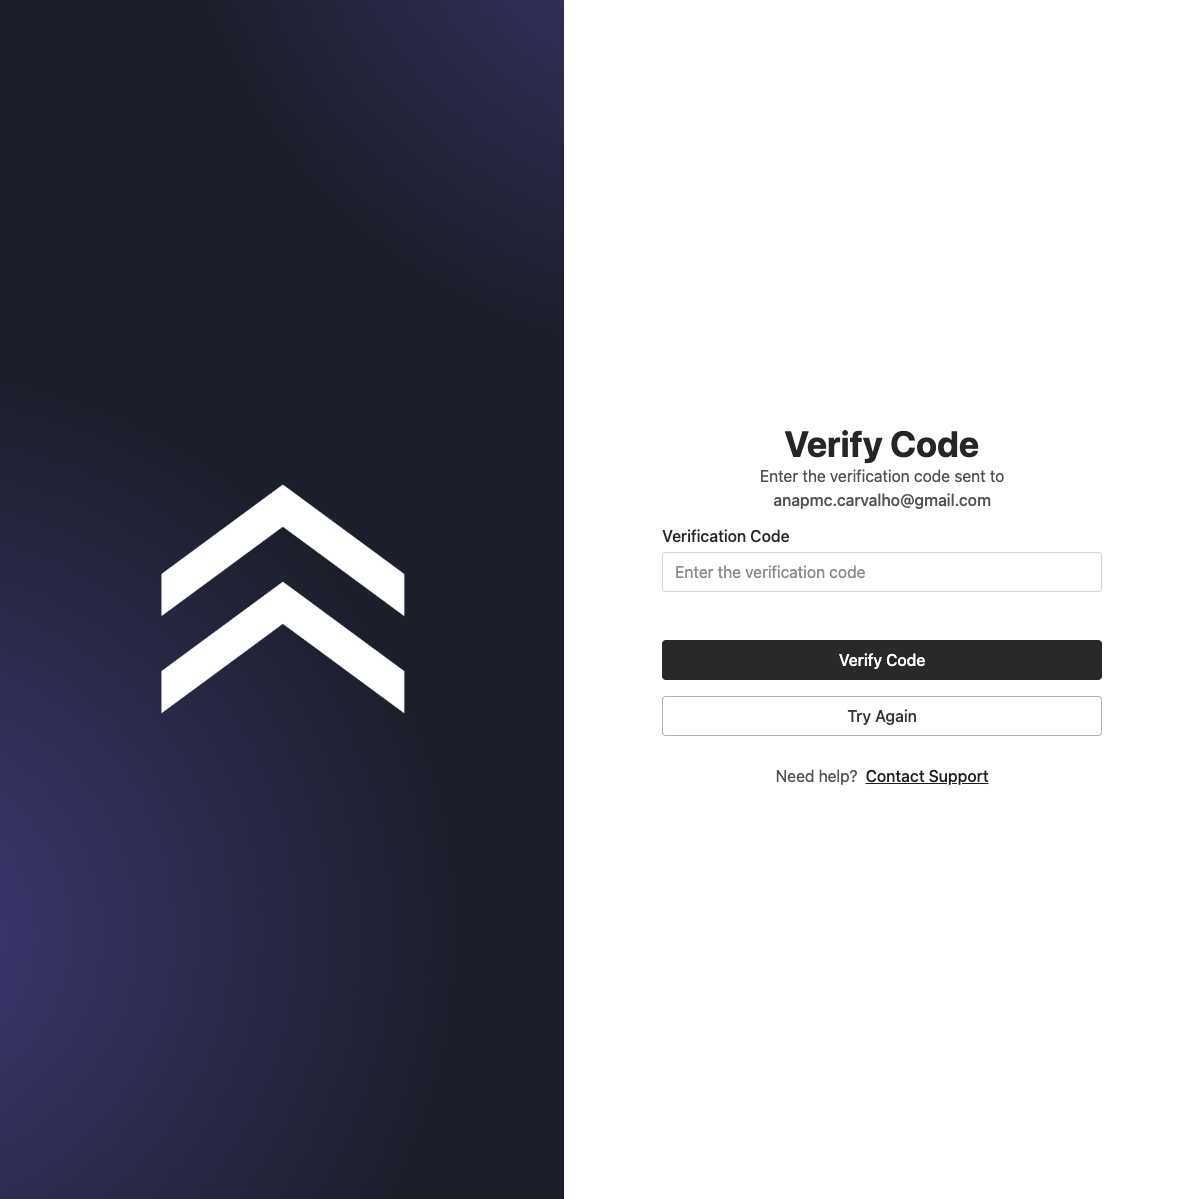 Verify Code
Enter the verification code sent to
anapmc.carvalho@gmail.com
Verification Code
Enter the verification code
Verify Code
Try Again
Need help? Contact Support